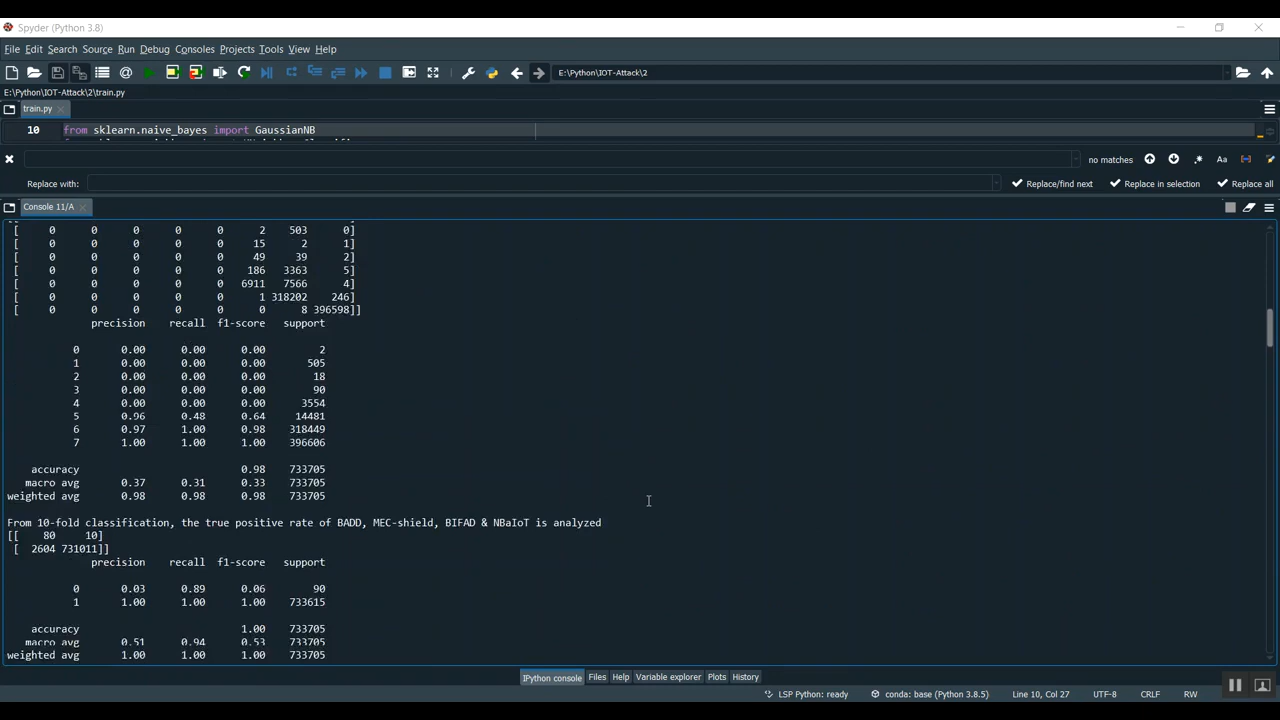 Spyder (Python 3.8)
File Edit Search Source Run Debug Consoles Projects Tools View Help
E:\Python\IOT-Attack\2
E:\Python\IOT-Attack\2\train.py
train.py
10 from sklearn.naive_bayes import GaussianNB
no matches Aa
Replace with: Replace/find next Replace in selection Replace all
Console 11/A
[ 0 0 0 0 0 2 503 0]
[ 0 0 0 0 0 15 2 1]
[ 0 0 0 0 0 49 39 2]
[ 0 0 0 0 0 186 3363 5]
[ 0 0 0 0 0 6911 7566 4]
[ 0 0 0 0 0 1 318202 246]
[ 0 0 0 0 0 0 8 396598]]
precision recall f1-score support
0 0.00 0.00 0.00 2
1 0.00 0.00 0.00 505
2 0.00 0.00 0.00 18
3 0.00 0.00 0.00 90
4 0.00 0.00 0.00 3554
5 0.96 0.48 0.64 14481
6 0.97 1.00 0.98 318449
7 1.00 1.00 1.00 396606
accuracy 0.98 733705
macro avg 0.37 0.31 0.33 733705
weighted avg 0.98 0.98 0.98 733705
From 10-fold classification, the true positive rate of BADD, MEC-shield, BIFAD & NBaIoT is analyzed
[[ 80 10]
[ 2604 731011]]
precision recall f1-score support
0 0.03 0.89 0.06 90
1 1.00 1.00 1.00 733615
accuracy 1.00 733705
macro avg 0.51 0.94 0.53 733705
weighted avg 1.00 1.00 1.00 733705
IPython console Files Help Variable explorer Plots History
LSP Python: ready conda: base (Python 3.8.5) Line 10, Col 27 UTF-8 CRLF RW